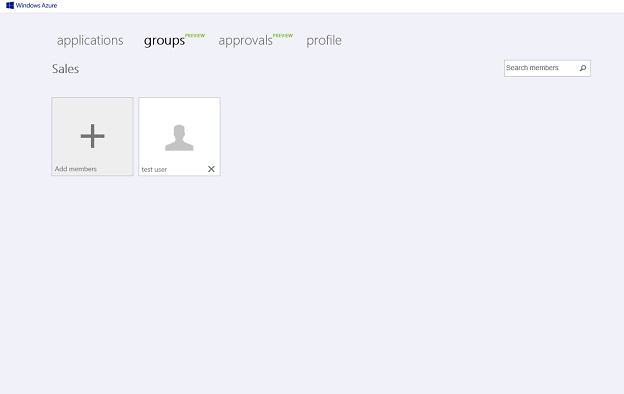 Windows Azure
applications groups PREVIEW approvals PREVIEW profile
Sales
Search members
Add members
test user